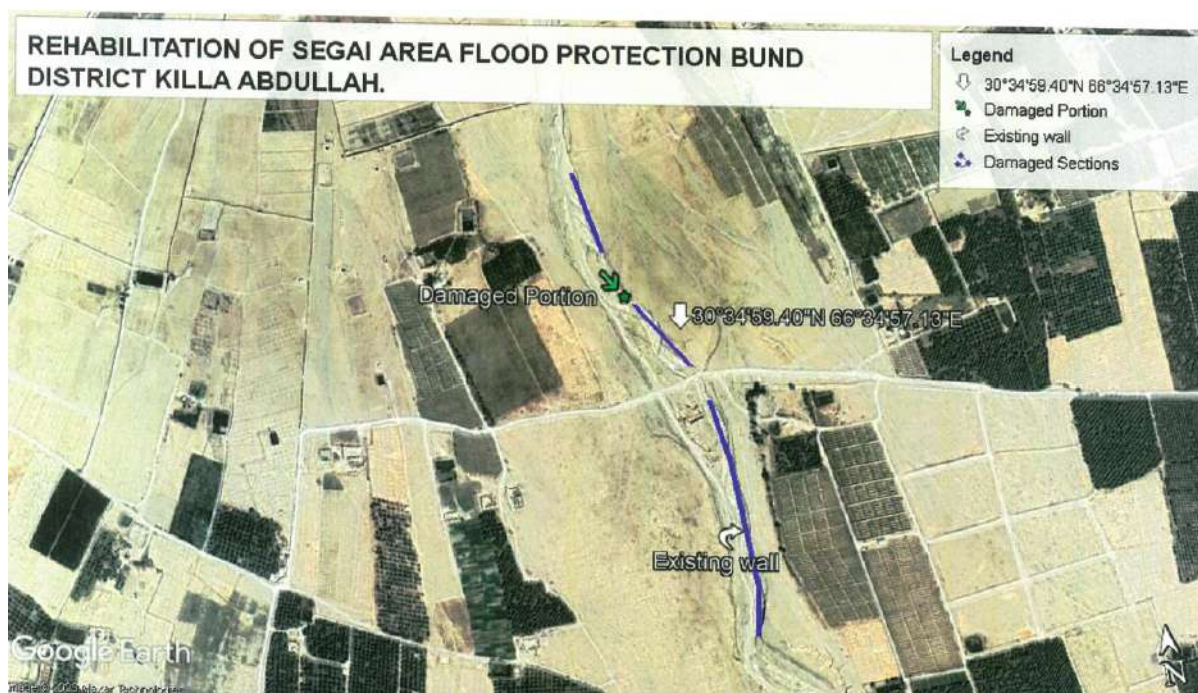 REHABILITATION OF SEGAI AREA FLOOD PROTECTION BUND
DISTRICT KILLA ABDULLAH.
Legend
30°34'59.40"N 66°34'57.13"E
Damaged Portion
Existing wall
Damaged Sections
Damaged Portion
30°34'59.40"N 66°34'57.13"E
Existing wall
Google Earth
Technologies
N